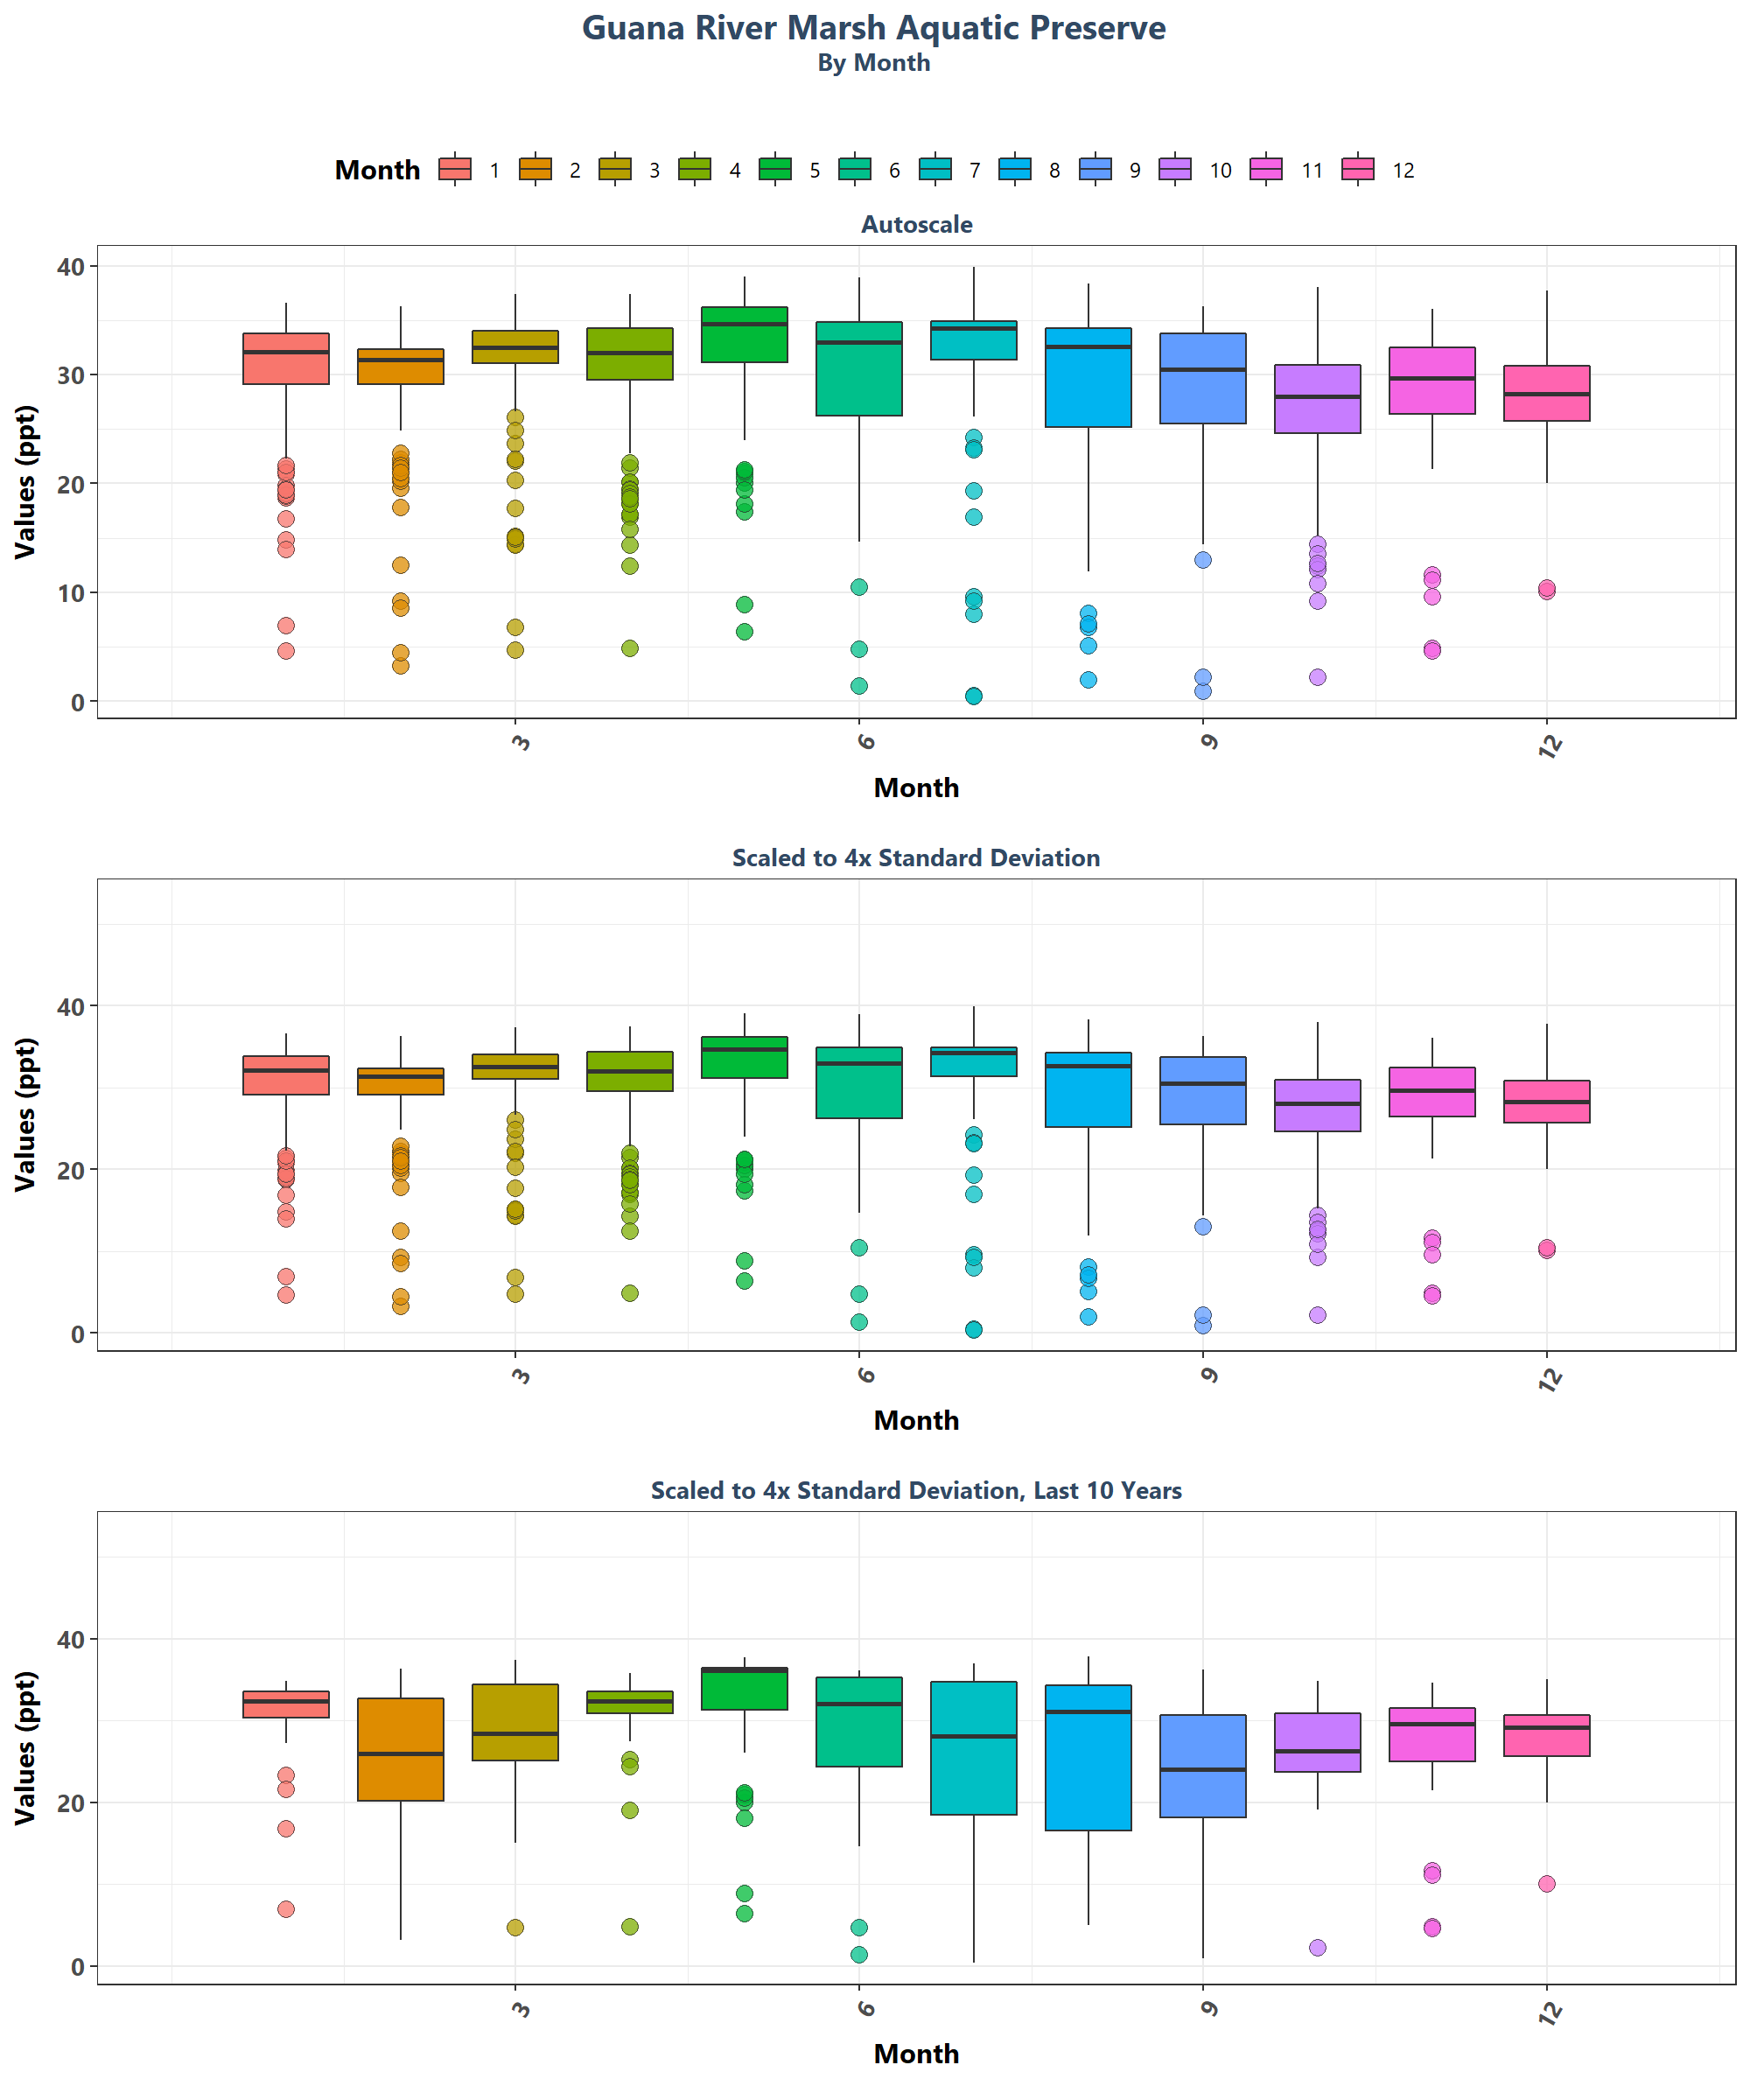 Guana River Marsh Aquatic Preserve
By Month
Month 1 2 3 4 5 6 7 8 9 10 11 12
Autoscale
Values (ppt)
40
30
20
10
0
3 6 9 12
Month
Scaled to 4x Standard Deviation
Values (ppt)
40
20
0
3 6 9 12
Month
Scaled to 4x Standard Deviation, Last 10 Years
Values (ppt)
40
20
0
3 6 9 12
Month